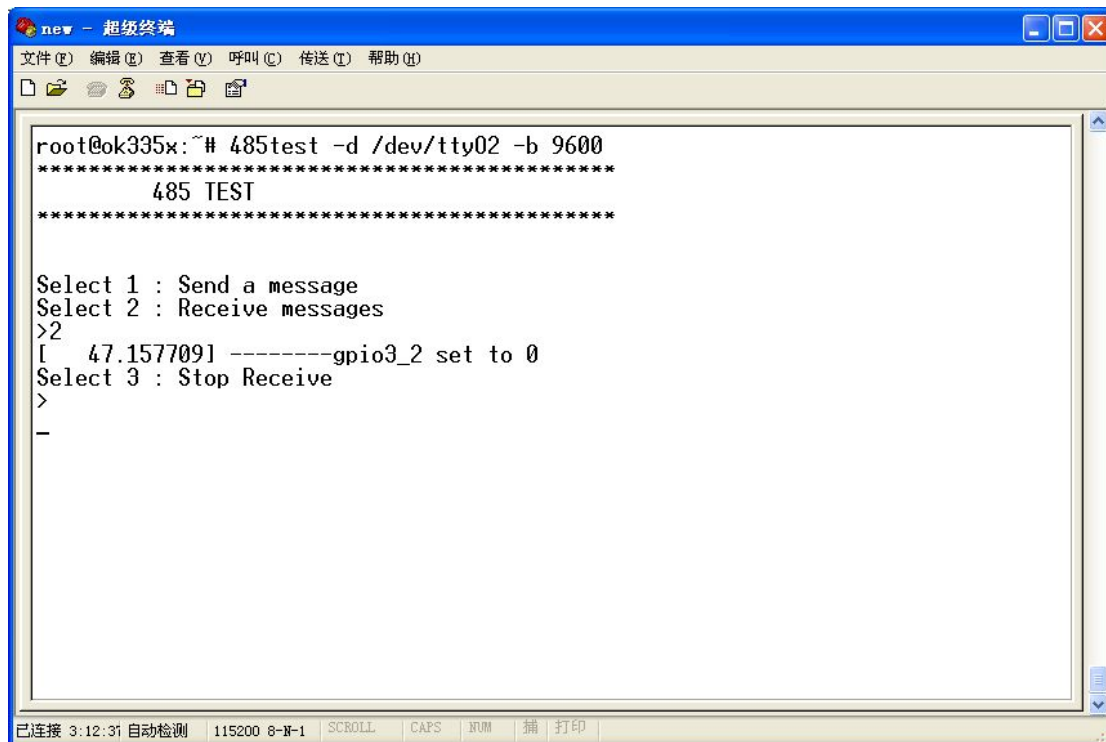 new - 超级终端
文件(F) 编辑(E) 查看(V) 呼叫(C) 传送(T) 帮助(H)
root@ok335x:~# 485test -d /dev/ttyO2 -b 9600
*********************************************
485 TEST
*********************************************
Select 1 : Send a message
Select 2 : Receive messages
>2
[   47.157709] --------gpio3_2 set to 0
Select 3 : Stop Receive
>
_
已连接 3:12:37 自动检测 115200 8-N-1 SCROLL CAPS NUM 捕 打印